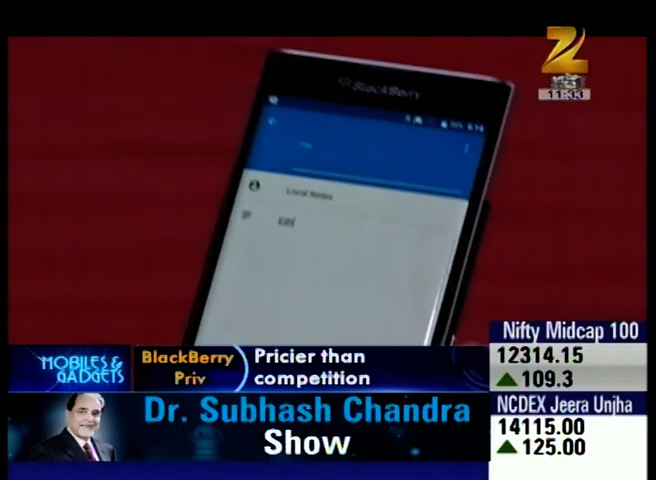 BlackBerry
11:33
Local Notes
MOBILES &
GADGETS
BlackBerry
Priv
Pricier than
competition
Dr. Subhash Chandra
Show
Nifty Midcap 100
12314.15
109.3
NCDEX Jeera Unjha
14115.00
125.00